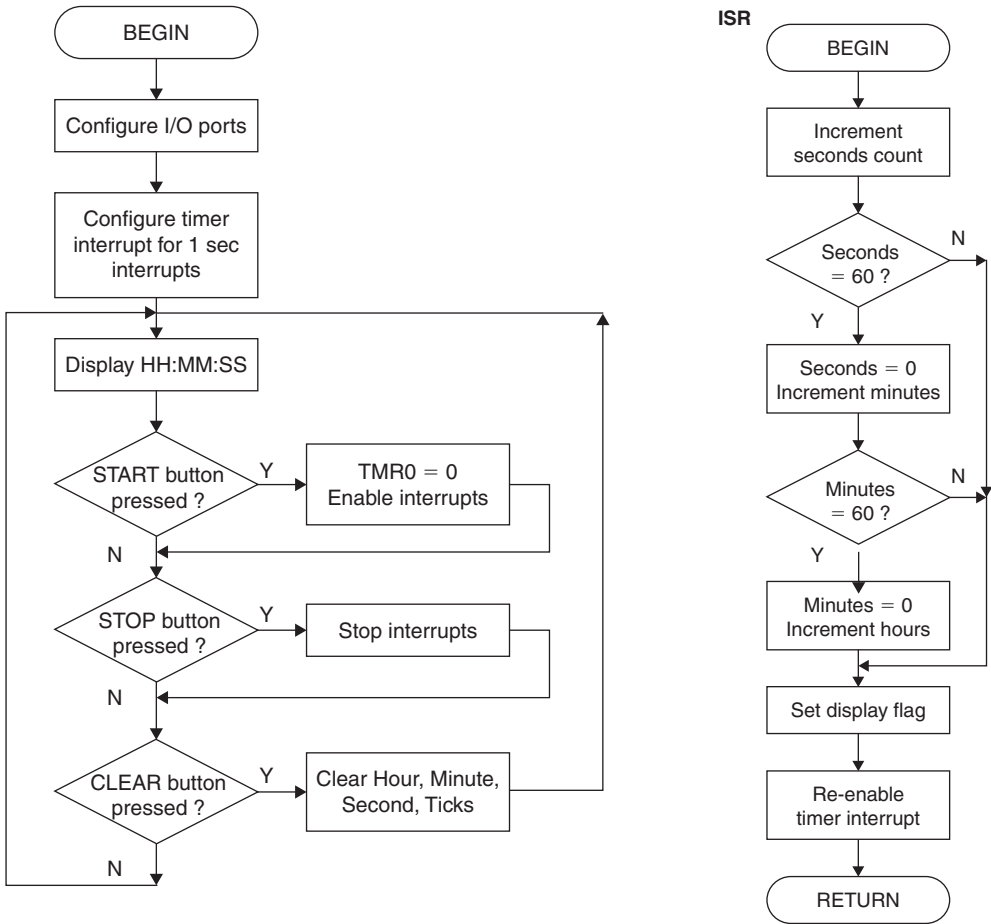 BEGIN
Configure I/O ports
Configure timer
interrupt for 1 sec
interrupts
Display HH:MM:SS
START button
pressed ?
Y
TMR0 = 0
Enable interrupts
N
STOP button
pressed ?
Y
Stop interrupts
N
CLEAR button
pressed ?
Y
Clear Hour, Minute,
Second, Ticks
N
ISR
BEGIN
Increment
seconds count
Seconds
= 60 ?
N
Y
Seconds = 0
Increment minutes
Minutes
= 60 ?
N
Y
Minutes = 0
Increment hours
Set display flag
Re-enable
timer interrupt
RETURN